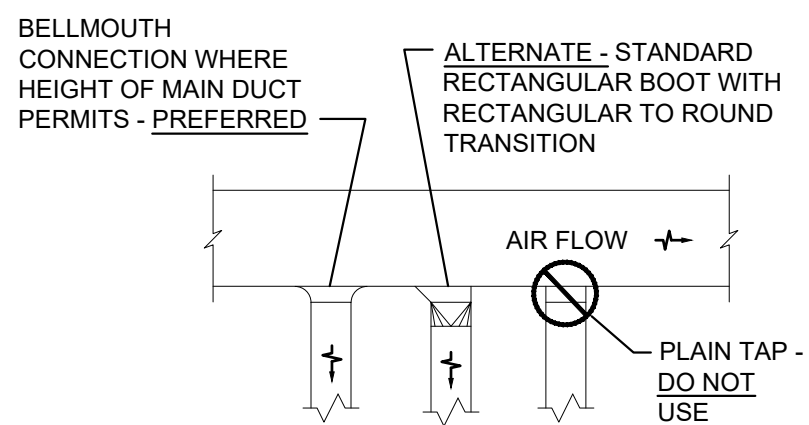 BELLMOUTH
CONNECTION WHERE
HEIGHT OF MAIN DUCT
PERMITS - PREFERRED
ALTERNATE - STANDARD
RECTANGULAR BOOT WITH
RECTANGULAR TO ROUND
TRANSITION
AIR FLOW
PLAIN TAP -
DO NOT
USE